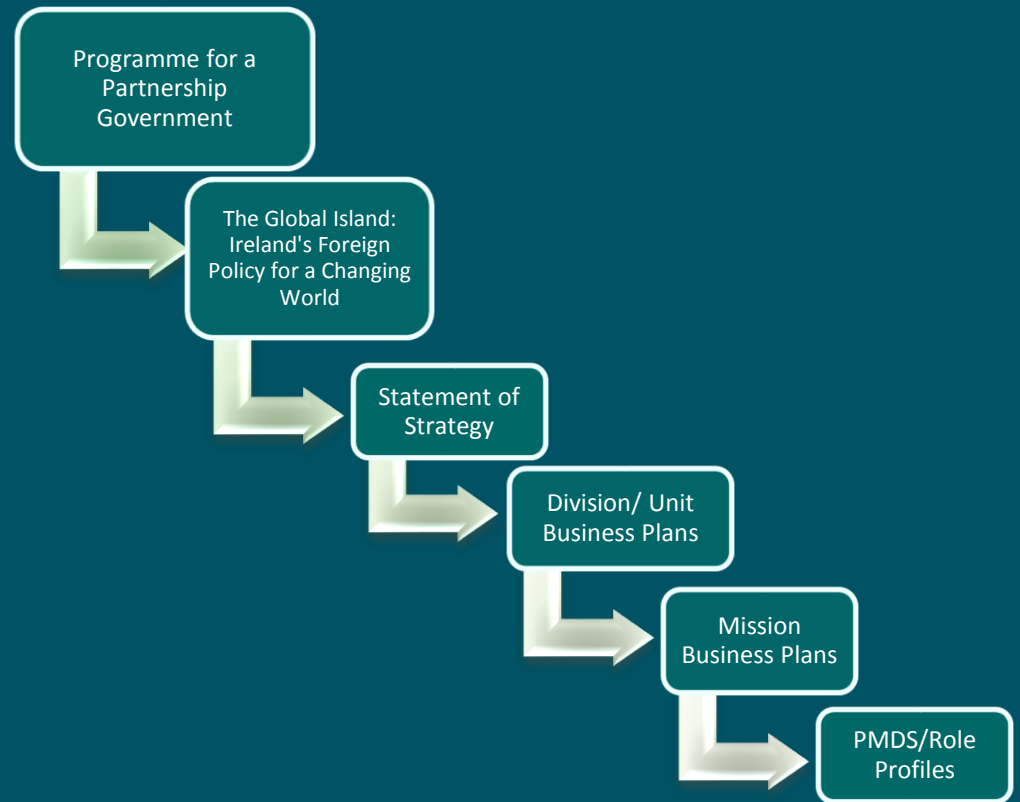 Programme for a
Partnership
Government
The Global Island:
Ireland's Foreign
Policy for a Changing
World
Statement of
Strategy
Division/ Unit
Business Plans
Mission
Business Plans
PMDS/Role
Profiles